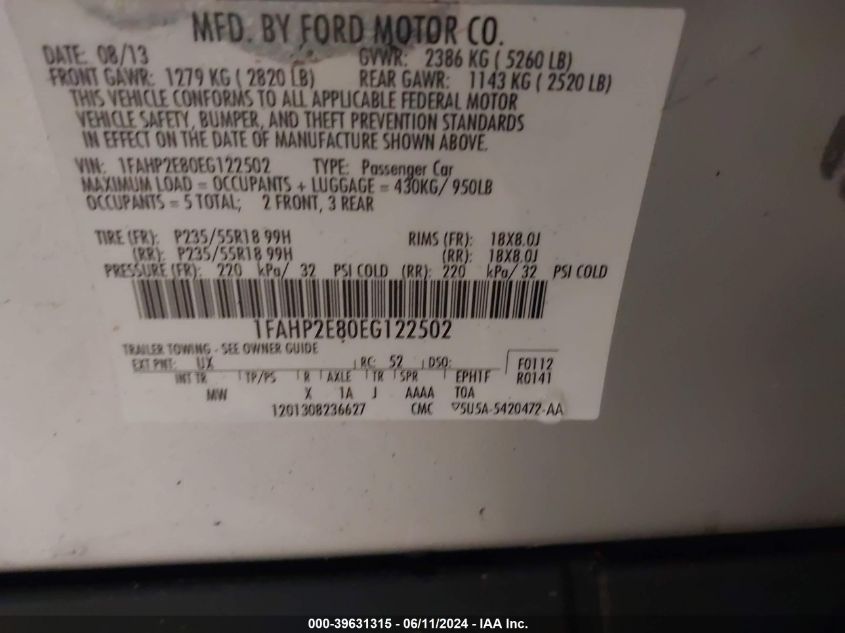 MFD. BY FORD MOTOR CO.
DATE: 08/13 GVWR: 2386 KG ( 5260 LB)
FRONT GAWR: 1279 KG ( 2820 LB) REAR GAWR: 1143 KG ( 2520 LB)
THIS VEHICLE CONFORMS TO ALL APPLICABLE FEDERAL MOTOR
VEHICLE SAFETY, BUMPER, AND THEFT PREVENTION STANDARDS
IN EFFECT ON THE DATE OF MANUFACTURE SHOWN ABOVE.
VIN: 1FAHP2E80EG122502 TYPE: Passenger Car
MAXIMUM LOAD = OCCUPANTS + LUGGAGE = 430KG/ 950LB
OCCUPANTS = 5 TOTAL; 2 FRONT, 3 REAR
TIRE (FR): P235/55R18 99H RIMS (FR): 18X8.0J
(RR): P235/55R18 99H (RR): 18X8.0J
PRESSURE (FR): 220 kPa/ 32 PSI COLD (RR): 220 kPa/ 32 PSI COLD
1FAHP2E80EG122502
TRAILER TOWING - SEE OWNER GUIDE
EXT PNT: UX RC: 52 DSO: F0112
INT TR TP/PS R AXLE TR SPR EPH1F R0141
MW X 1A J AAAA T0A
1201308236627 CMC 5U5A-5420472-AA
000-39631315 - 06/11/2024 - IAA Inc.